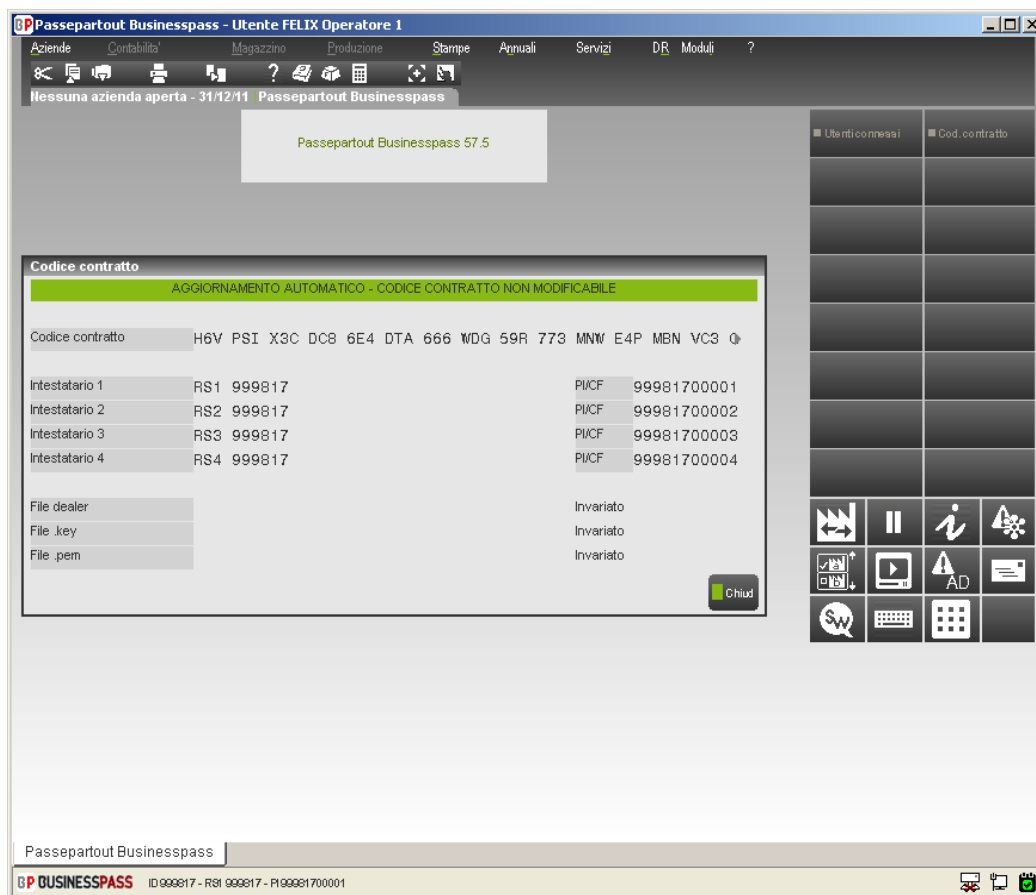 BP Passepartout Businesspass - Utente FELIX Operatore 1
Aziende Contabilita' Magazzino Produzione Stampe Annuali Servizi DR Moduli ?
Nessuna azienda aperta - 31/12/11 Passepartout Businesspass
Passepartout Businesspass 57.5
Utenti connessi Cod.contratto
Codice contratto
AGGIORNAMENTO AUTOMATICO - CODICE CONTRATTO NON MODIFICABILE
Codice contratto H6V PSI X3C DC8 6E4 DTA 666 WDG 59R 773 MNW E4P MBN VC3
Intestatario 1 RS1 999817 PI/CF 99981700001
Intestatario 2 RS2 999817 PI/CF 99981700002
Intestatario 3 RS3 999817 PI/CF 99981700003
Intestatario 4 RS4 999817 PI/CF 99981700004
File dealer Invariato
File .key Invariato
File .pem Invariato
Chiud
AD
SW
Passepartout Businesspass
BP BUSINESSPASS ID 999817 - RS1 999817 - PI99981700001